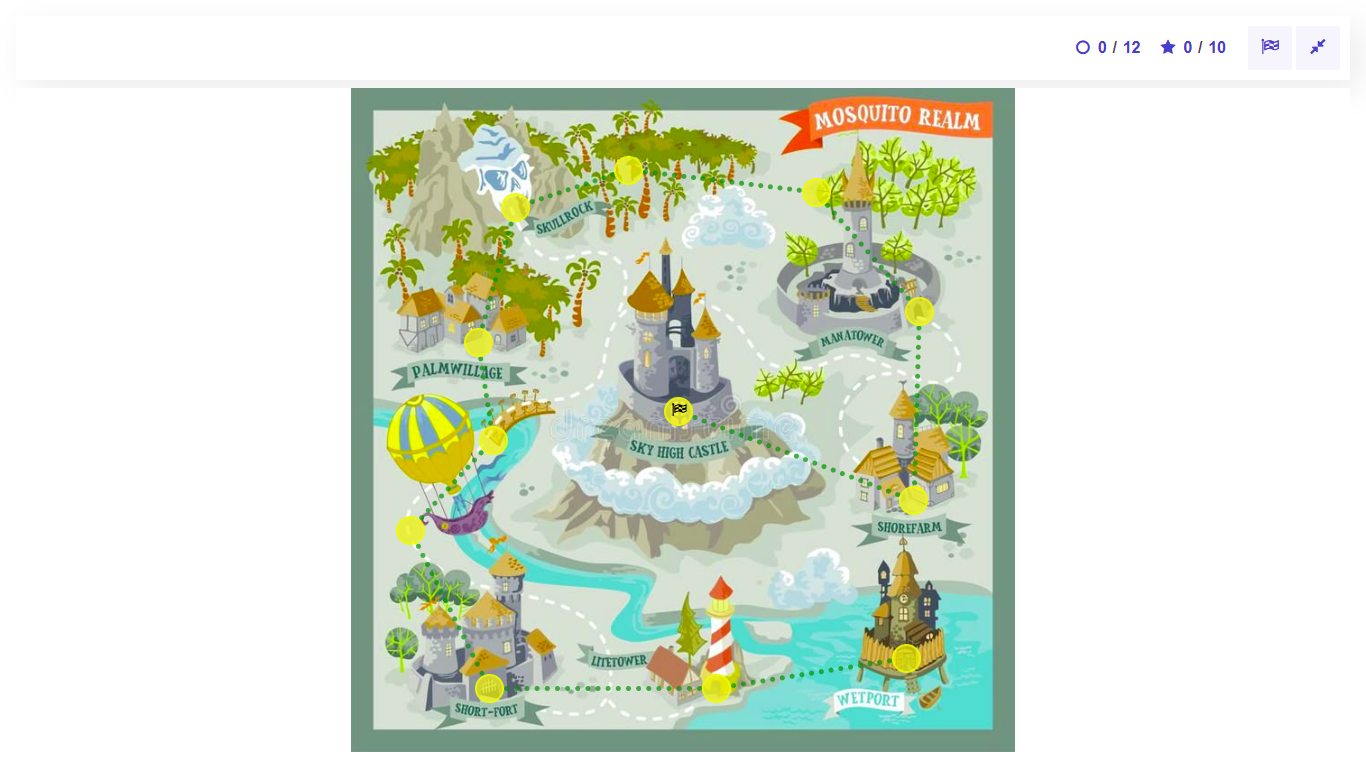 0 / 12 0 / 10
MOSQUITO REALM
SKULLROCK
MANATOWER
PALMWILLAGE
SKY HIGH CASTLE
SHOREFARM
LITETOWER
WETPORT
SHORT-FORT